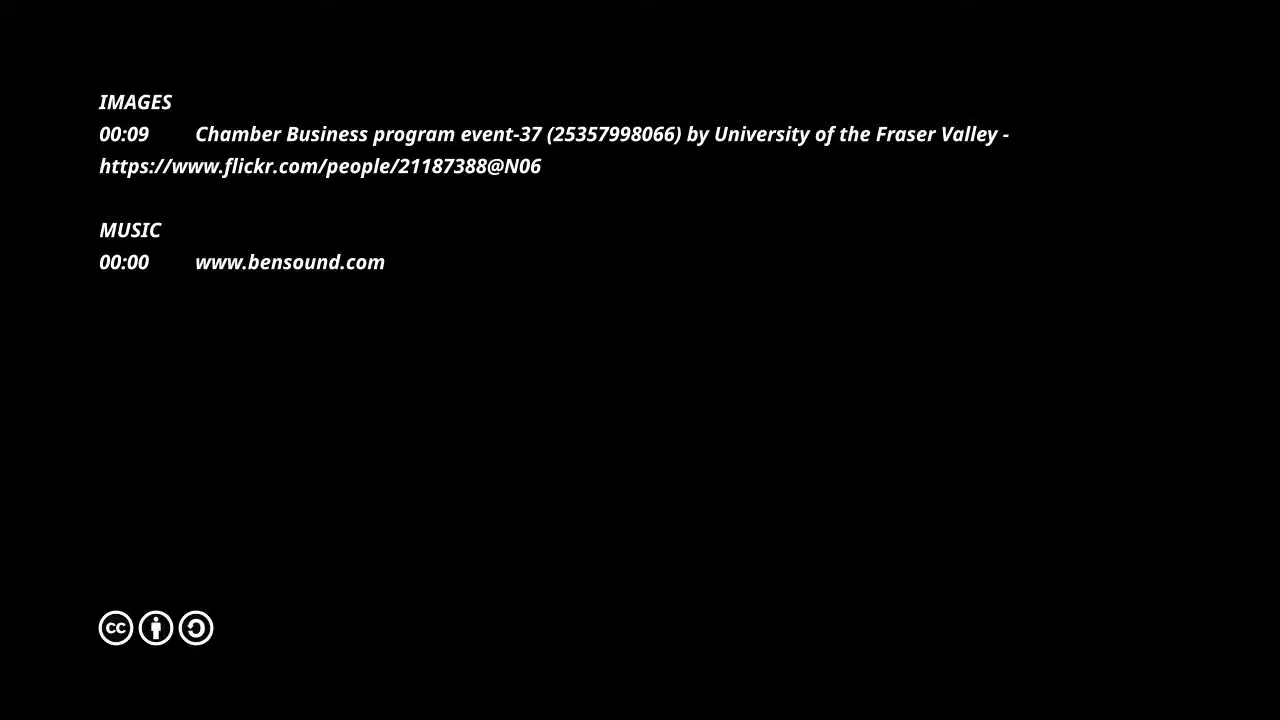 IMAGES
00:09 Chamber Business program event-37 (25357998066) by University of the Fraser Valley -
https://www.flickr.com/people/21187388@N06
MUSIC
00:00 www.bensound.com
cc